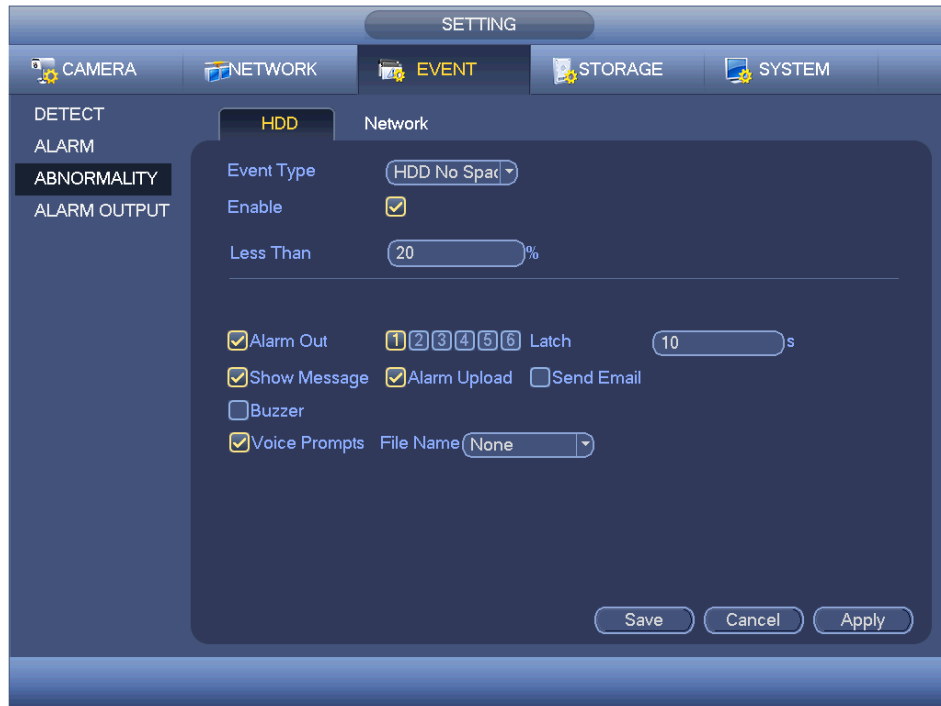 SETTING
CAMERA NETWORK EVENT STORAGE SYSTEM
DETECT
ALARM
ABNORMALITY
ALARM OUTPUT
HDD Network
Event Type HDD No Spac
Enable
Less Than 20 %
Alarm Out 1 2 3 4 5 6 Latch 10 s
Show Message Alarm Upload Send Email
Buzzer
Voice Prompts File Name None
Save Cancel Apply